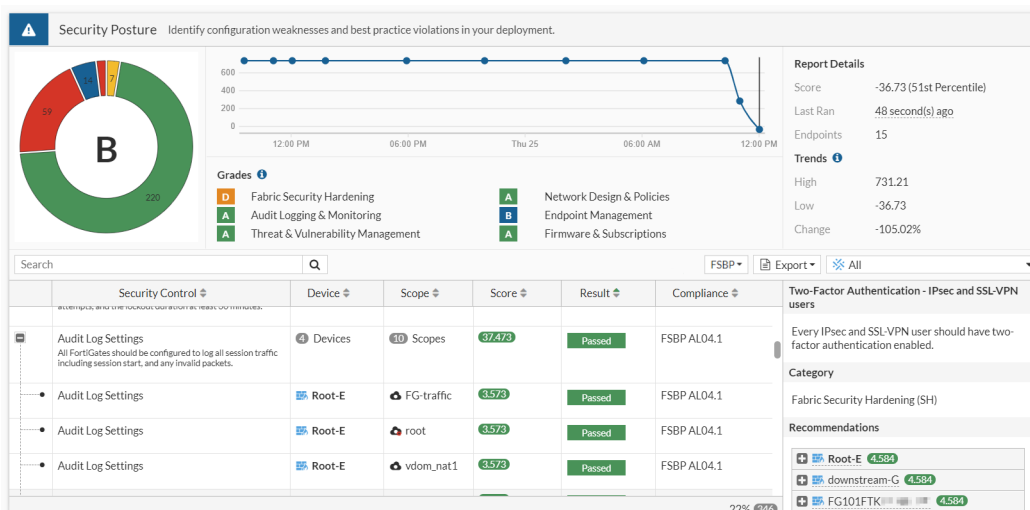 Security Posture Identify configuration weaknesses and best practice violations in your deployment.
14
7
59
220
B
600
400
200
0
12:00 PM 06:00 PM Thu 25 06:00 AM 12:00 PM
Grades
D Fabric Security Hardening
A Audit Logging & Monitoring
A Threat & Vulnerability Management
A Network Design & Policies
B Endpoint Management
A Firmware & Subscriptions
Report Details
Score -36.73 (51st Percentile)
Last Ran 48 second(s) ago
Endpoints 15
Trends
High 731.21
Low -36.73
Change -105.02%
Search
FSBP Export All
Security Control Device Scope Score Result Compliance
attempts, and the lockout duration at least 30 minutes.
Audit Log Settings 4 Devices 10 Scopes 37.473 Passed FSBP AL04.1
All FortiGates should be configured to log all session traffic
including session start, and any invalid packets.
Audit Log Settings Root-E FG-traffic 3.573 Passed FSBP AL04.1
Audit Log Settings Root-E root 3.573 Passed FSBP AL04.1
Audit Log Settings Root-E vdom_nat1 3.573 Passed FSBP AL04.1
22% 246
Two-Factor Authentication - IPsec and SSL-VPN
users
Every IPsec and SSL-VPN user should have two-
factor authentication enabled.
Category
Fabric Security Hardening (SH)
Recommendations
Root-E 4.584
downstream-G 4.584
FG101FTK 4.584